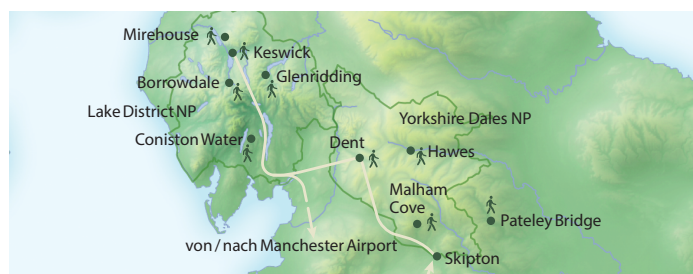 Mirehouse
Keswick
Borrowdale
Glenridding
Lake District NP
Yorkshire Dales NP
Coniston Water
Dent
Hawes
Malham
Cove
Pateley Bridge
von / nach Manchester Airport
Skipton